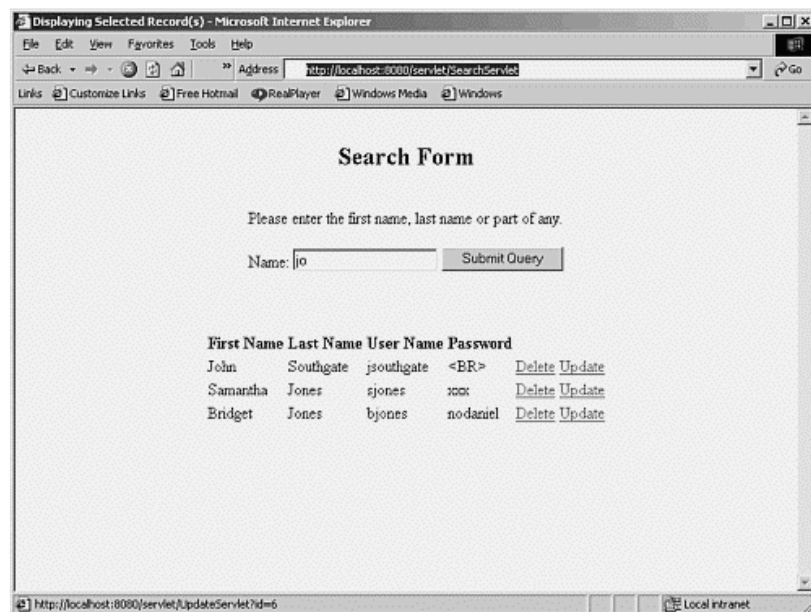 Displaying Selected Record(s) - Microsoft Internet Explorer
File Edit View Favorites Tools Help
Back » Address http://localhost:8080/servlet/SearchServlet Go
Links Customize Links Free Hotmail RealPlayer Windows Media Windows
Search Form
Please enter the first name, last name or part of any.
Name: jo Submit Query
First Name Last Name User Name Password
John Southgate jsouthgate <BR> Delete Update
Samantha Jones sjones xxx Delete Update
Bridget Jones bjones nodaniel Delete Update
http://localhost:8080/servlet/UpdateServlet?id=6 Local intranet